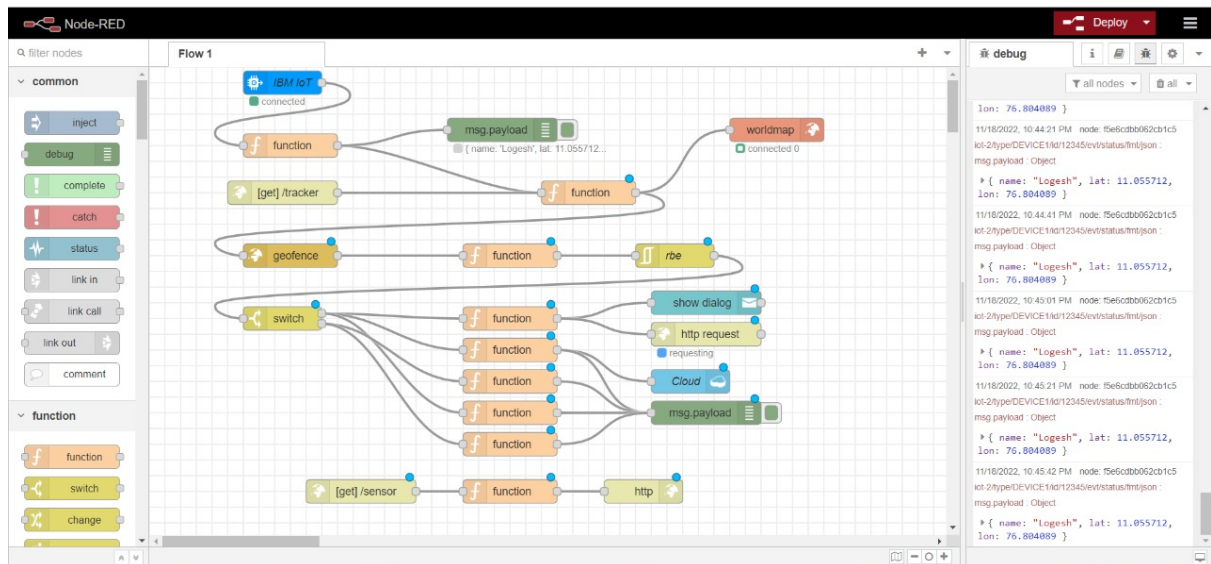 Node-RED
Deploy
filter nodes
common
inject
debug
complete
catch
status
link in
link call
link out
comment
function
function
switch
change
Flow 1
IBM IoT
connected
function
msg.payload
{ name: 'Logesh', lat: 11.055712...
worldmap
connected 0
[get] /tracker
function
geofence
function
rbe
switch
function
show dialog
http request
requesting
function
function
Cloud
function
msg.payload
function
[get] /sensor
function
http
debug
all nodes
all
lon: 76.804089 }
11/18/2022, 10:44:21 PM node: f5e6cdbb062cb1c5
iot-2/type/DEVICE1/id/12345/evt/status/fmt/json :
msg.payload : Object
{ name: "Logesh", lat: 11.055712,
lon: 76.804089 }
11/18/2022, 10:44:41 PM node: f5e6cdbb062cb1c5
iot-2/type/DEVICE1/id/12345/evt/status/fmt/json :
msg.payload : Object
{ name: "Logesh", lat: 11.055712,
lon: 76.804089 }
11/18/2022, 10:45:01 PM node: f5e6cdbb062cb1c5
iot-2/type/DEVICE1/id/12345/evt/status/fmt/json :
msg.payload : Object
{ name: "Logesh", lat: 11.055712,
lon: 76.804089 }
11/18/2022, 10:45:21 PM node: f5e6cdbb062cb1c5
iot-2/type/DEVICE1/id/12345/evt/status/fmt/json :
msg.payload : Object
{ name: "Logesh", lat: 11.055712,
lon: 76.804089 }
11/18/2022, 10:45:42 PM node: f5e6cdbb062cb1c5
iot-2/type/DEVICE1/id/12345/evt/status/fmt/json :
msg.payload : Object
{ name: "Logesh", lat: 11.055712,
lon: 76.804089 }